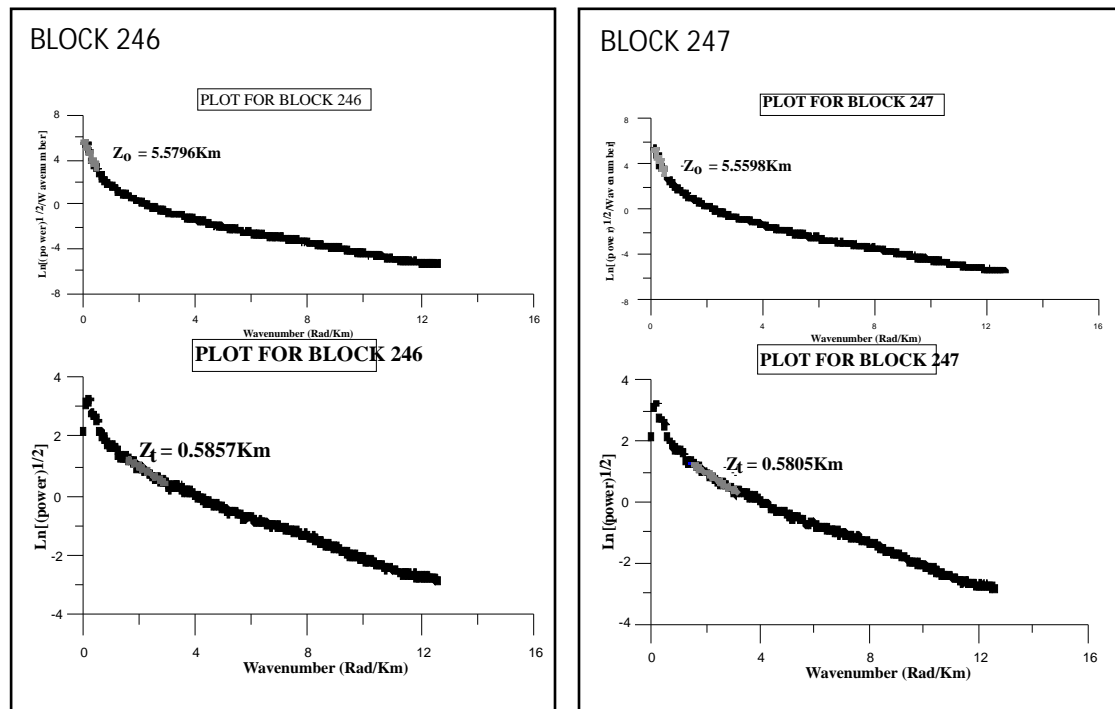 BLOCK 246
PLOT FOR BLOCK 246
Zo = 5.5796Km
Ln[(power)1/2/Wavenumber]
8
4
0
-4
-8
0 4 8 12 16
Wavenumber (Rad/Km)
PLOT FOR BLOCK 246
Zt = 0.5857Km
Ln[(power)1/2]
4
2
0
-2
-4
0 4 8 12 16
Wavenumber (Rad/Km)
BLOCK 247
PLOT FOR BLOCK 247
Zo = 5.5598Km
Ln[(power)1/2/Wavenumber]
8
4
0
-4
-8
0 4 8 12 16
Wavenumber (Rad/Km)
PLOT FOR BLOCK 247
Zt = 0.5805Km
Ln[(power)1/2]
4
2
0
-2
-4
0 4 8 12 16
Wavenumber (Rad/Km)